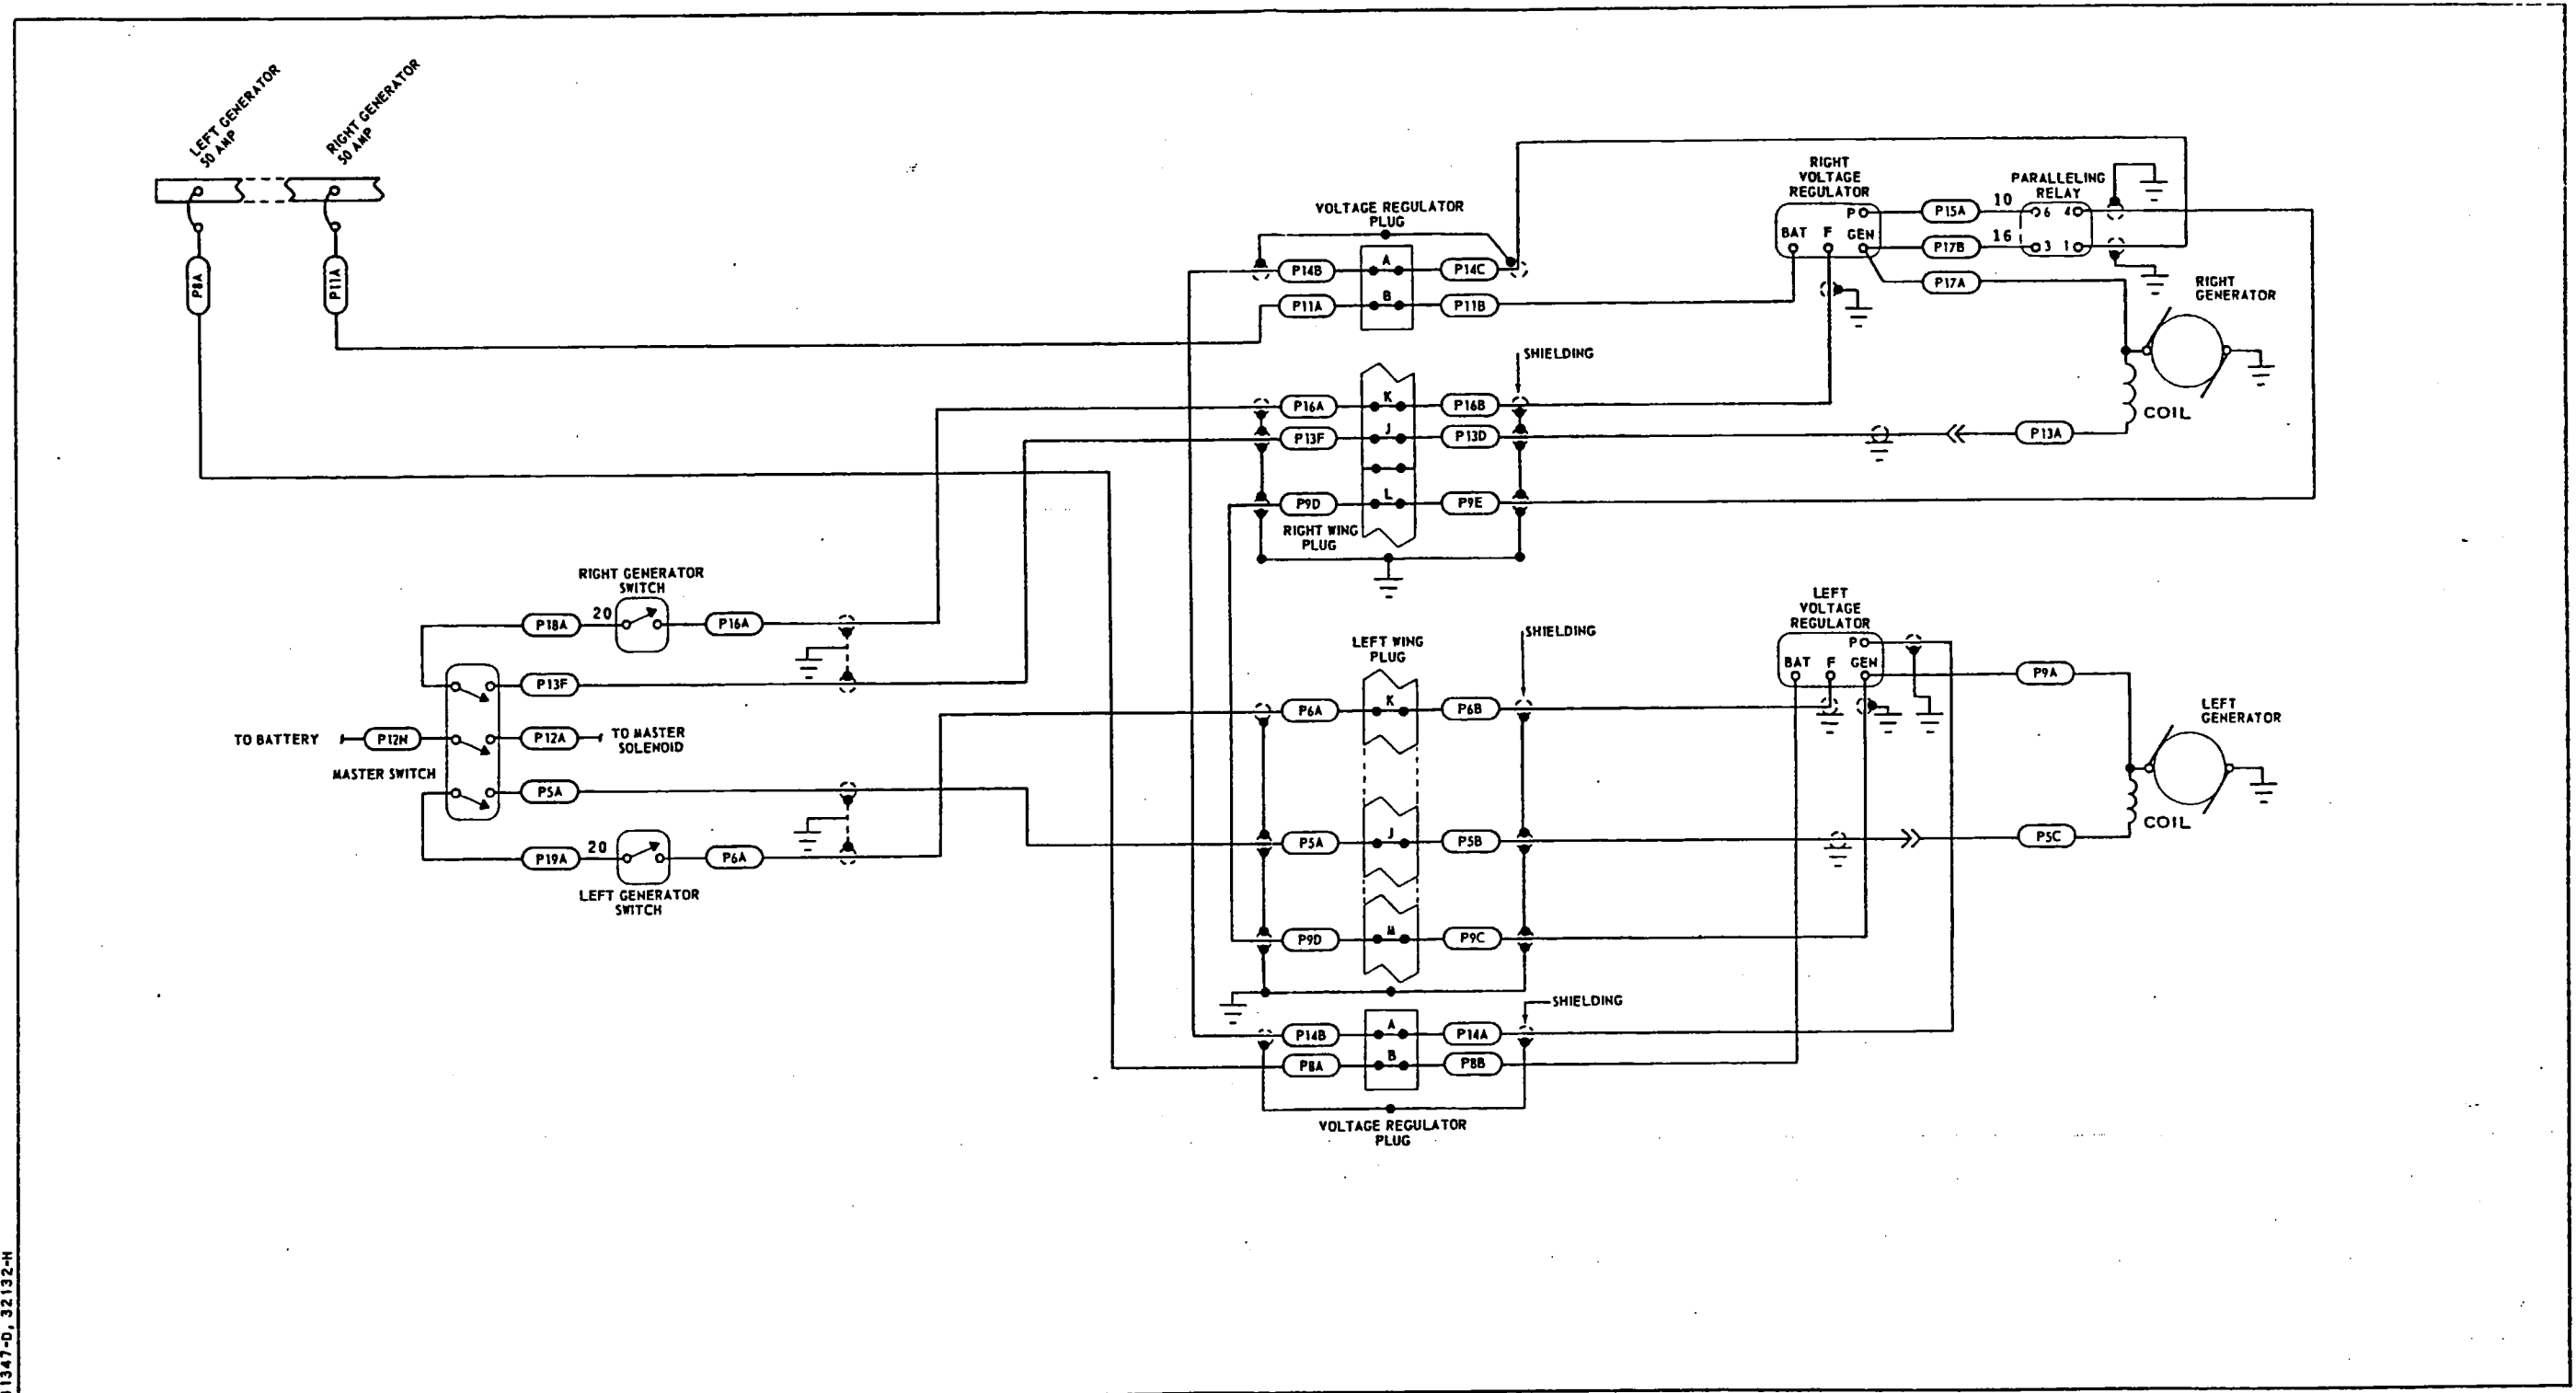 LEFT GENERATOR
50 AMP
RIGHT GENERATOR
50 AMP
P8A
P11A
VOLTAGE REGULATOR
PLUG
A
B
P14B
P14C
P11A
P11B
RIGHT
VOLTAGE
REGULATOR
P
BAT
F
GEN
P15A
10
P17B
16
P17A
PARALLELING
RELAY
6
4
3
1
RIGHT
GENERATOR
COIL
SHIELDING
P16A
K
P16B
P13F
J
P13D
P13A
P9D
L
P9E
RIGHT WING
PLUG
RIGHT GENERATOR
SWITCH
P18A
20
P16A
P13F
TO BATTERY
P12N
P12A
TO MASTER
SOLENOID
MASTER SWITCH
P5A
P19A
20
P6A
LEFT GENERATOR
SWITCH
LEFT WING
PLUG
SHIELDING
LEFT
VOLTAGE
REGULATOR
P
BAT
F
GEN
P9A
LEFT
GENERATOR
COIL
P6A
K
P6B
P5A
J
P5B
P5C
P9D
M
P9C
SHIELDING
P14B
A
P14A
P8A
B
P8B
VOLTAGE REGULATOR
PLUG
31347-D, 32132-H